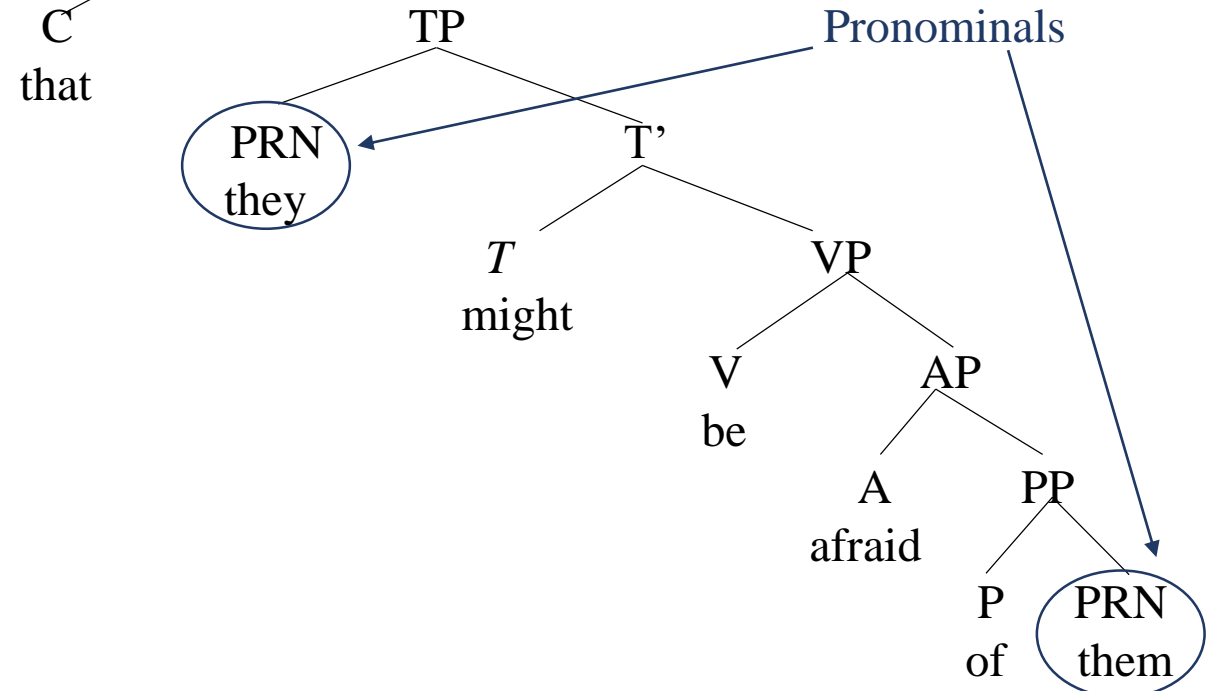 C TP Pronominals
that
PRN T’
they
T VP
might
V AP
be
A PP
afraid
P PRN
of them